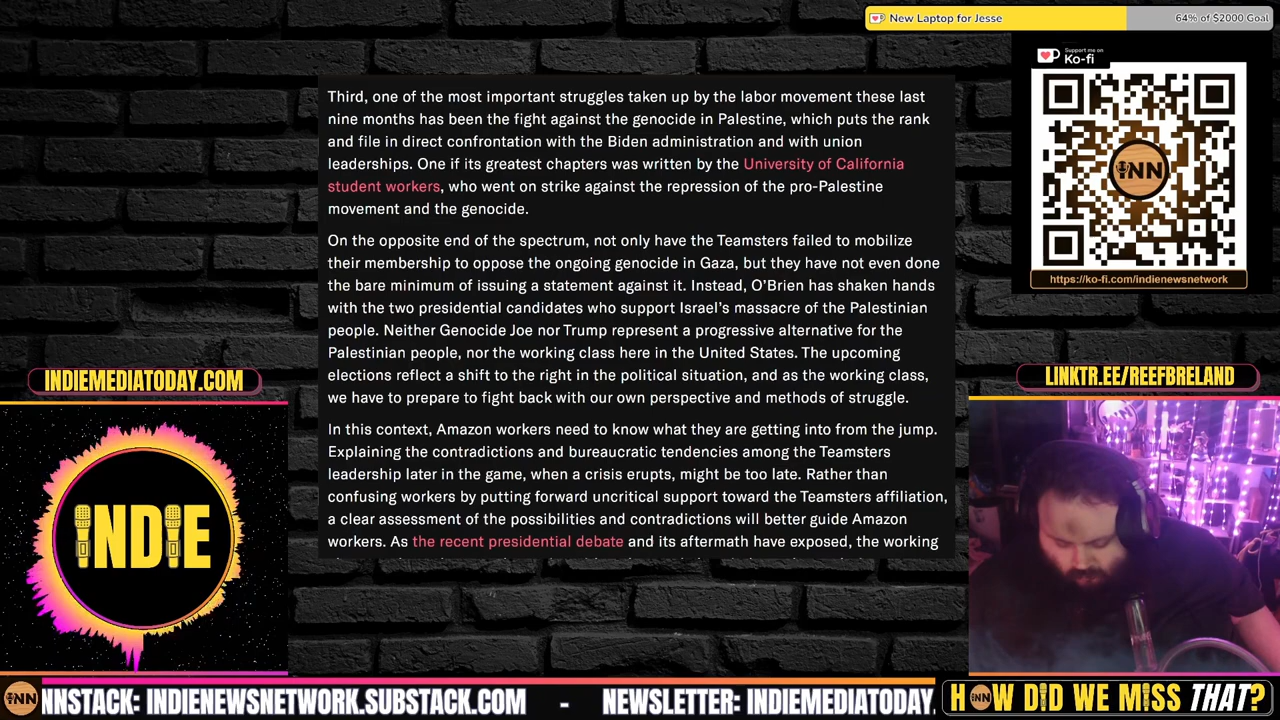 New Laptop for Jesse
64% of $2000 Goal
Support me on
Ko-fi
iNN
https://ko-fi.com/indienewsnetwork
Third, one of the most important struggles taken up by the labor movement these last
nine months has been the fight against the genocide in Palestine, which puts the rank
and file in direct confrontation with the Biden administration and with union
leaderships. One if its greatest chapters was written by the University of California
student workers, who went on strike against the repression of the pro-Palestine
movement and the genocide.
On the opposite end of the spectrum, not only have the Teamsters failed to mobilize
their membership to oppose the ongoing genocide in Gaza, but they have not even done
the bare minimum of issuing a statement against it. Instead, O’Brien has shaken hands
with the two presidential candidates who support Israel’s massacre of the Palestinian
people. Neither Genocide Joe nor Trump represent a progressive alternative for the
Palestinian people, nor the working class here in the United States. The upcoming
elections reflect a shift to the right in the political situation, and as the working class,
we have to prepare to fight back with our own perspective and methods of struggle.
In this context, Amazon workers need to know what they are getting into from the jump.
Explaining the contradictions and bureaucratic tendencies among the Teamsters
leadership later in the game, when a crisis erupts, might be too late. Rather than
confusing workers by putting forward uncritical support toward the Teamsters affiliation,
a clear assessment of the possibilities and contradictions will better guide Amazon
workers. As the recent presidential debate and its aftermath have exposed, the working
INDIEMEDIATODAY.COM
INDIE
LINKTR.EE/REEFBRELAND
iNN
NNSTACK: INDIENEWSNETWORK.SUBSTACK.COM - NEWSLETTER: INDIEMEDIATODAY.
HOW DID WE MISS THAT?